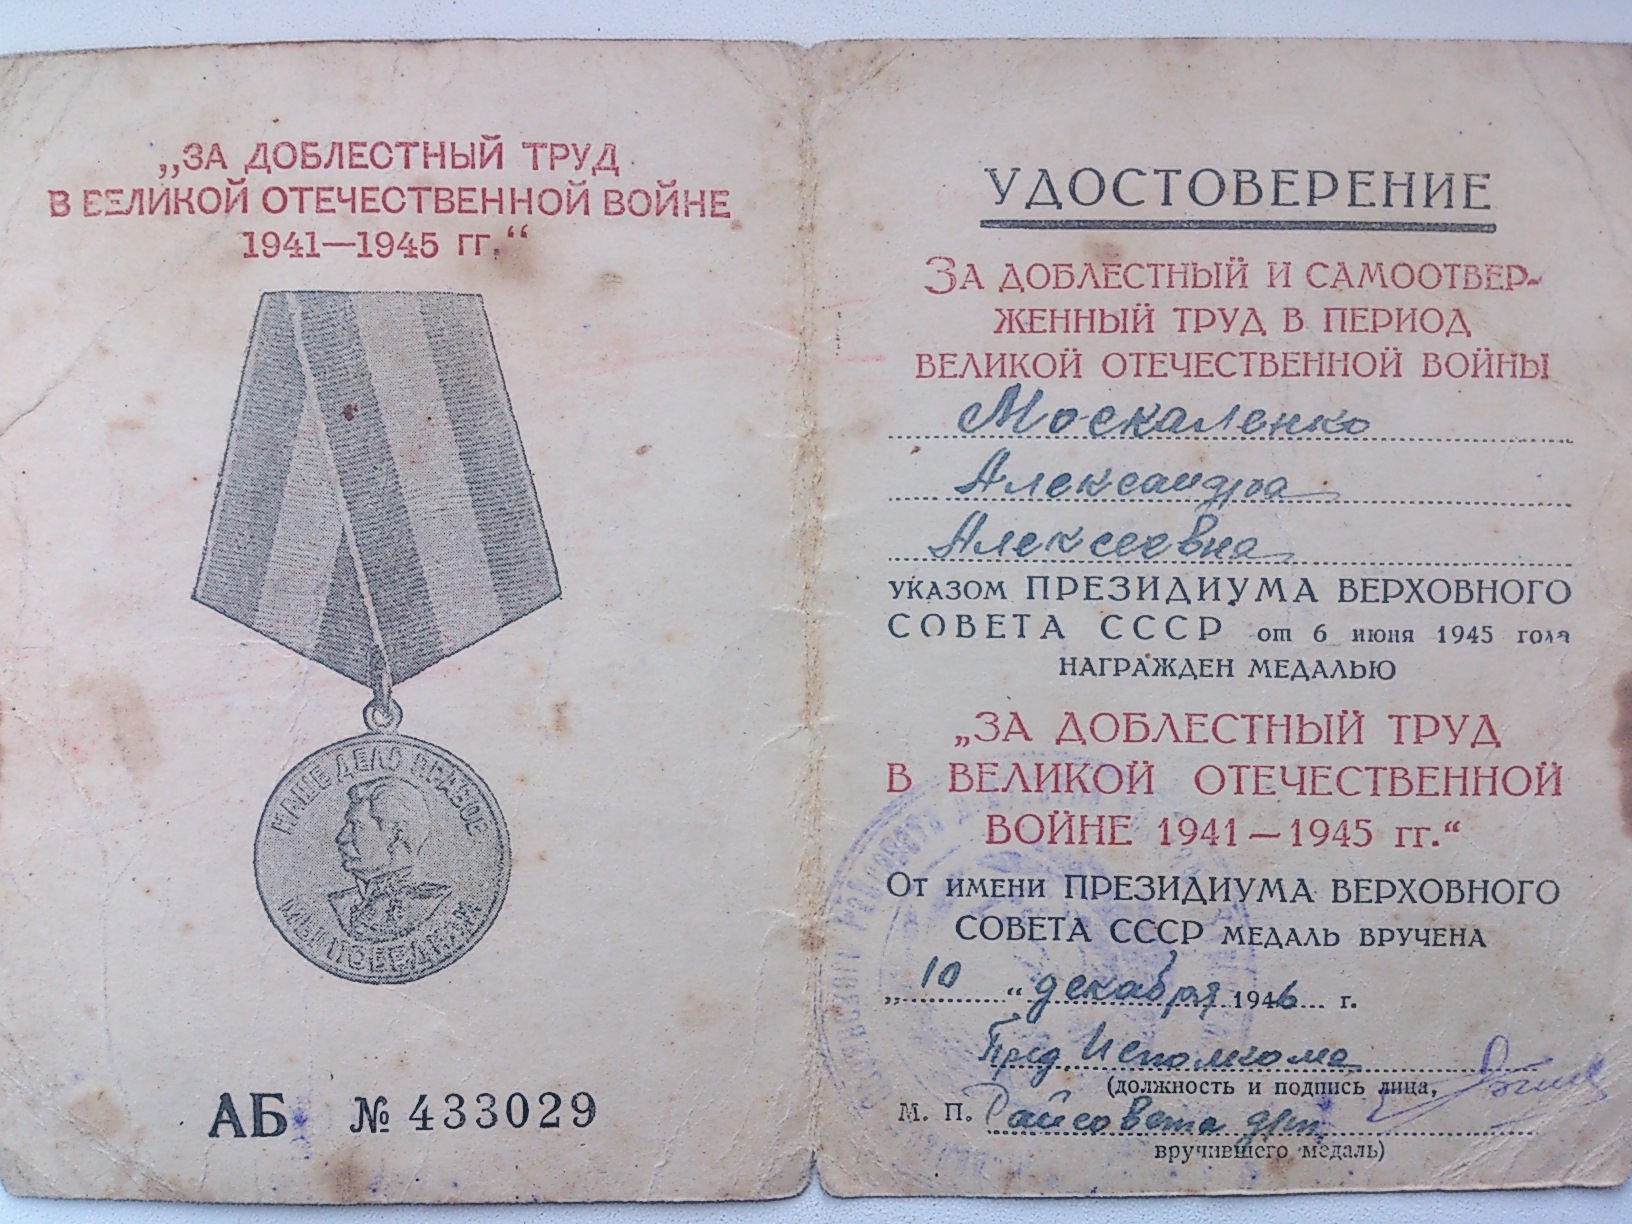 „ЗА ДОБЛЕСТНЫЙ ТРУД
В ВЕЛИКОЙ ОТЕЧЕСТВЕННОЙ ВОЙНЕ
1941—1945 гг.“
НАШЕ ДЕЛО ПРАВОЕ
МЫ ПОБЕДИЛИ
АБ № 433029
УДОСТОВЕРЕНИЕ
ЗА ДОБЛЕСТНЫЙ И САМООТВЕР-
ЖЕННЫЙ ТРУД В ПЕРИОД
ВЕЛИКОЙ ОТЕЧЕСТВЕННОЙ ВОЙНЫ
Москаленко
Александра
Алексеевна
УКАЗОМ ПРЕЗИДИУМА ВЕРХОВНОГО
СОВЕТА СССР от 6 июня 1945 года
НАГРАЖДЕН МЕДАЛЬЮ
„ЗА ДОБЛЕСТНЫЙ ТРУД
В ВЕЛИКОЙ ОТЕЧЕСТВЕННОЙ
ВОЙНЕ 1941—1945 гг.“
ОТ ИМЕНИ ПРЕЗИДИУМА ВЕРХОВНОГО
СОВЕТА СССР МЕДАЛЬ ВРУЧЕНА
„10“ декабря 1946 г.
Пред. Исполкома
(должность и подпись лица,
М. П. Райсовета деп.
вручившего медаль)